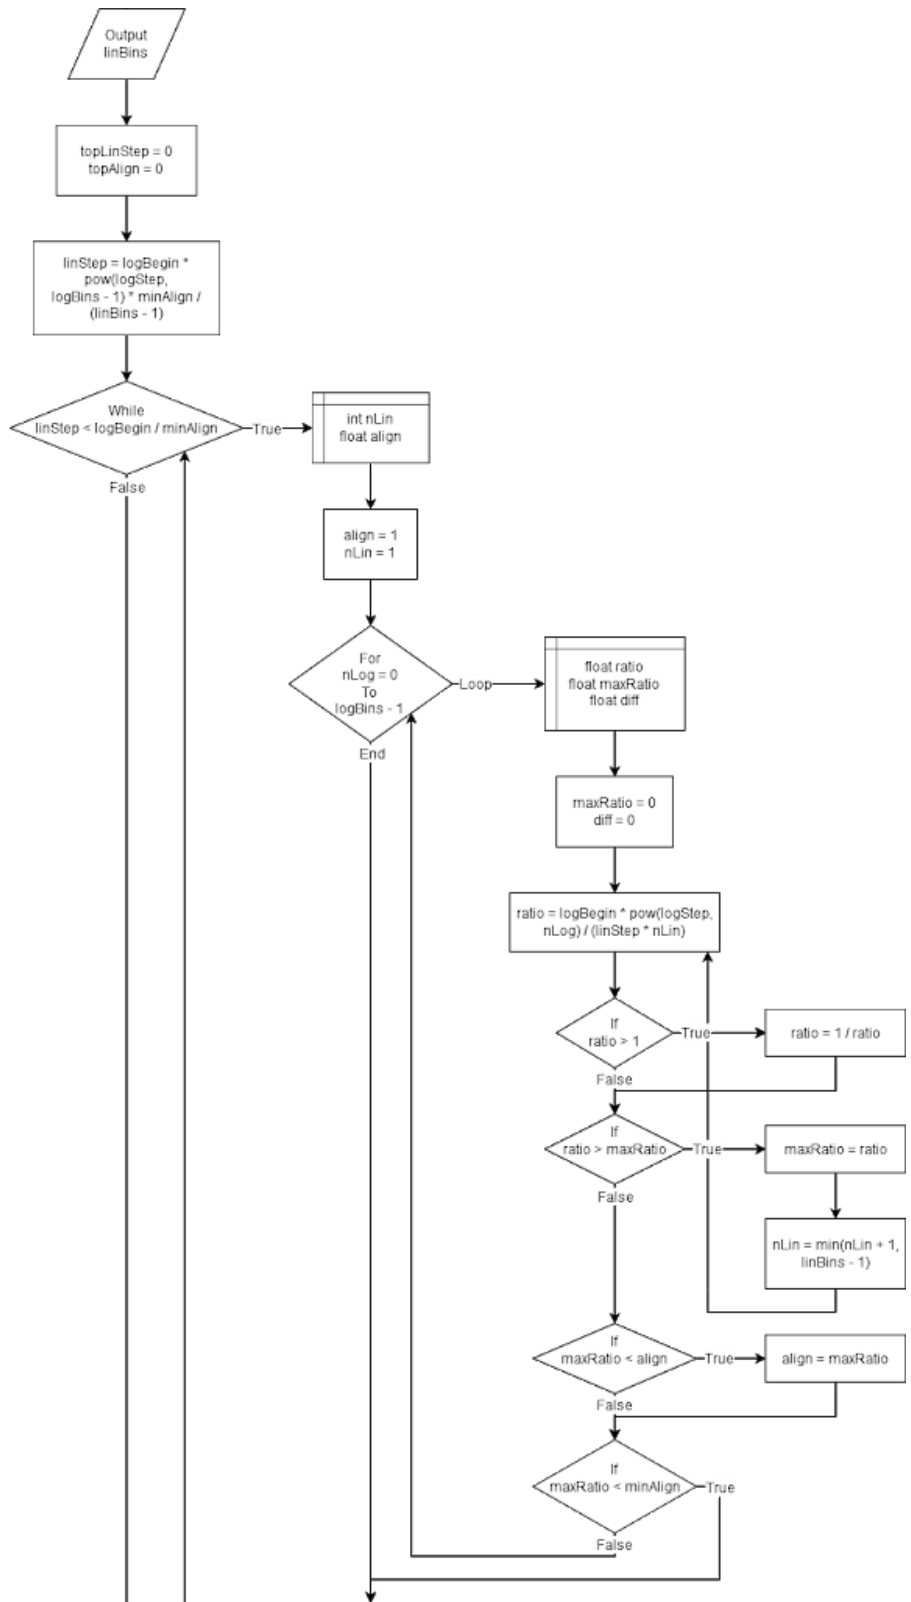 Output
linBins
topLinStep = 0
topAlign = 0
linStep = logBegin *
pow(logStep,
logBins - 1) * minAlign /
(linBins - 1)
While
linStep < logBegin / minAlign
True
False
int nLin
float align
align = 1
nLin = 1
For
nLog = 0
To
logBins - 1
Loop
End
float ratio
float maxRatio
float diff
maxRatio = 0
diff = 0
ratio = logBegin * pow(logStep,
nLog) / (linStep * nLin)
If
ratio > 1
True
False
ratio = 1 / ratio
If
ratio > maxRatio
True
False
maxRatio = ratio
nLin = min(nLin + 1,
linBins - 1)
If
maxRatio < align
True
False
align = maxRatio
If
maxRatio < minAlign
True
False